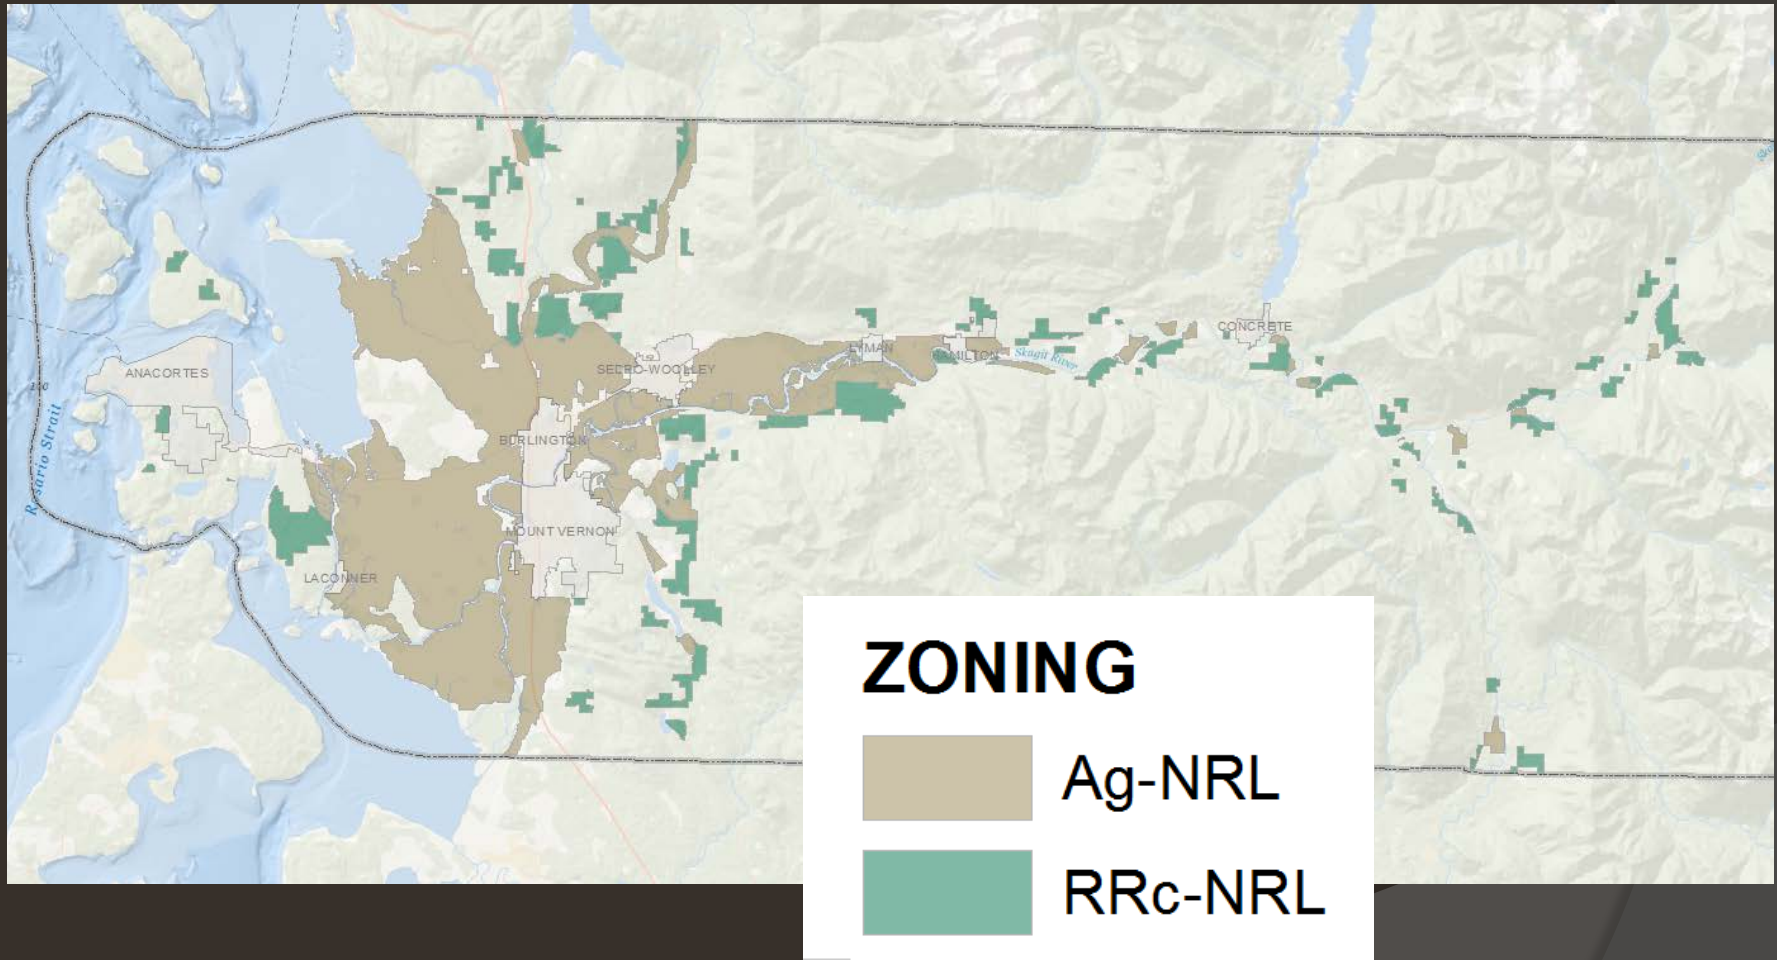 CONCRETE
LYMAN
HAMILTON
Skagit River
SEDRO-WOOLLEY
ANACORTES
BURLINGTON
Rosario Strait
MOUNT VERNON
LACONNER
ZONING
Ag-NRL
RRc-NRL